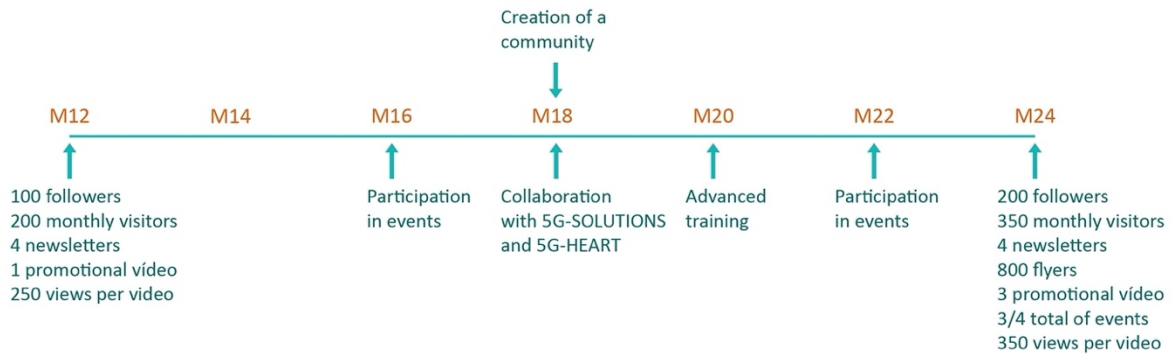 Creation of a
community
M12
M14
M16
M18
M20
M22
M24
100 followers
200 monthly visitors
4 newsletters
1 promotional vídeo
250 views per video
Participation
in events
Collaboration
with 5G-SOLUTIONS
and 5G-HEART
Advanced
training
Participation
in events
200 followers
350 monthly visitors
4 newsletters
800 flyers
3 promotional vídeo
3/4 total of events
350 views per video